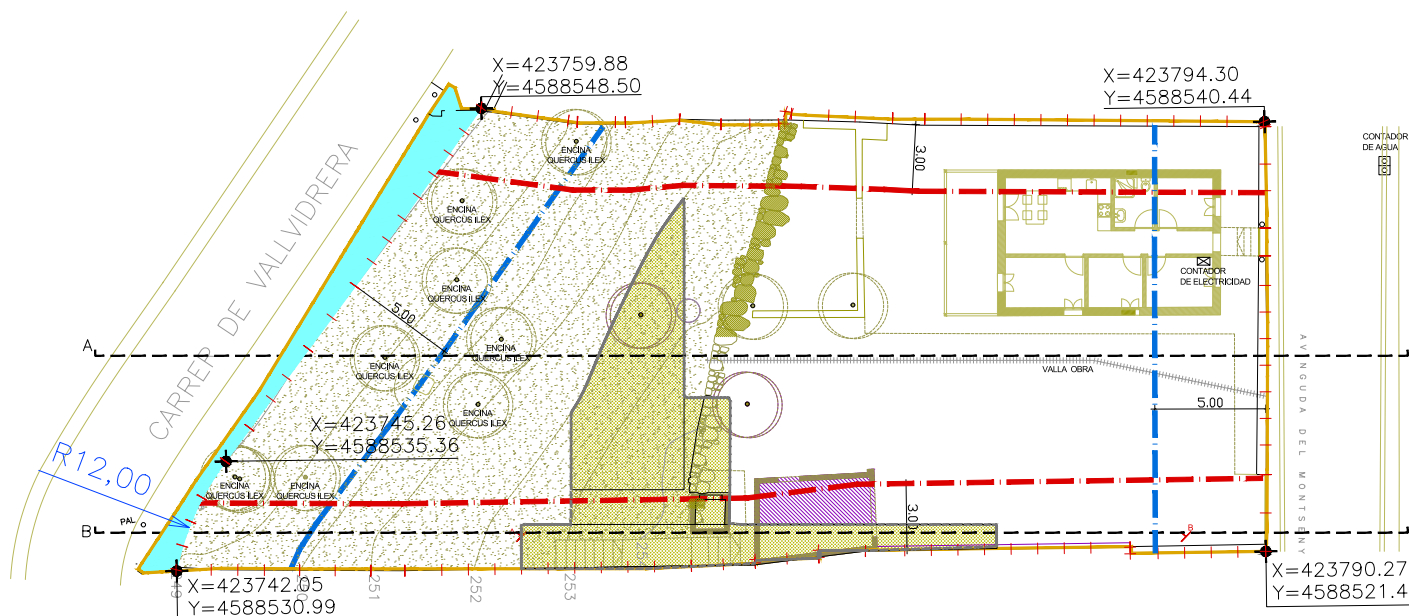 X=423759.88
Y=4588548.50
X=423794.30
Y=4588540.44
CONTADOR
DE AGUA
3.00
ENCINA
QUERCUS ILEX
ENCINA
QUERCUS ILEX
CARRER DE VALLVIDRERA
ENCINA
QUERCUS ILEX
CONTADOR
DE ELECTRICIDAD
5.00
ENCINA
QUERCUS ILEX
ENCINA
QUERCUS ILEX
A
VALLA OBRA
AVINGUDA DEL MONTSENY
ENCINA
QUERCUS ILEX
5.00
X=423745.26
Y=4588535.36
R12,00
ENCINA
QUERCUS ILEX
ENCINA
QUERCUS ILEX
PAL
3.00
B
B
249
250
251
252
253
254
X=423742.05
Y=4588530.99
X=423790.27
Y=4588521.4